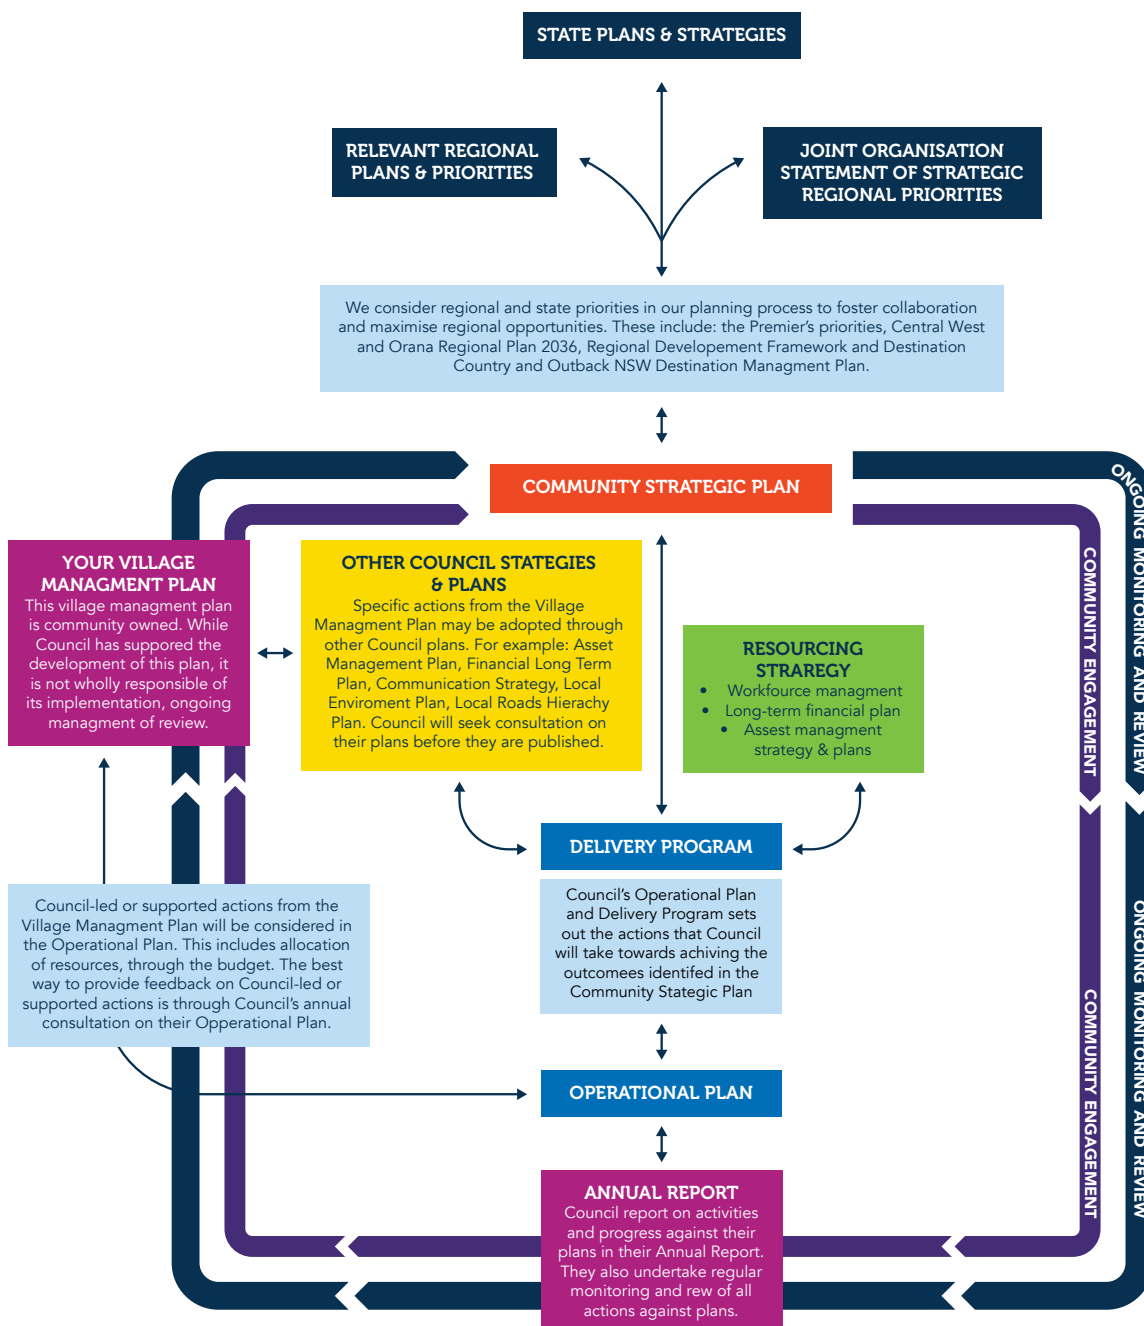 STATE PLANS & STRATEGIES
RELEVANT REGIONAL
PLANS & PRIORITIES
JOINT ORGANISATION
STATEMENT OF STRATEGIC
REGIONAL PRIORITIES
We consider regional and state priorities in our planning process to foster collaboration
and maximise regional opportunities. These include: the Premier's priorities, Central West
and Orana Regional Plan 2036, Regional Developement Framework and Destination
Country and Outback NSW Destination Managment Plan.
COMMUNITY STRATEGIC PLAN
YOUR VILLAGE
MANAGMENT PLAN
This village managment plan
is community owned. While
Council has suppored the
development of this plan, it
is not wholly responsible of
its implementation, ongoing
managment of review.
OTHER COUNCIL STATEGIES
& PLANS
Specific actions from the Village
Managment Plan may be adopted through
other Council plans. For example: Asset
Management Plan, Financial Long Term
Plan, Communication Strategy, Local
Enviroment Plan, Local Roads Hierachy
Plan. Council will seek consultation on
their plans before they are published.
RESOURCING
STRAREGY
• Workfource managment
• Long-term financial plan
• Assest managment
strategy & plans
COMMUNITY ENGAGEMENT
ONGOING MONITORING AND REVIEW
DELIVERY PROGRAM
Council's Operational Plan
and Delivery Program sets
out the actions that Council
will take towards achiving the
outcomees identifed in the
Community Stategic Plan
Council-led or supported actions from the
Village Managment Plan will be considered in
the Operational Plan. This includes allocation
of resources, through the budget. The best
way to provide feedback on Council-led or
supported actions is through Council's annual
consultation on their Opperational Plan.
OPERATIONAL PLAN
COMMUNITY ENGAGEMENT
ONGOING MONITORING AND REVIEW
ANNUAL REPORT
Council report on activities
and progress against their
plans in their Annual Report.
They also undertake regular
monitoring and rew of all
actions against plans.